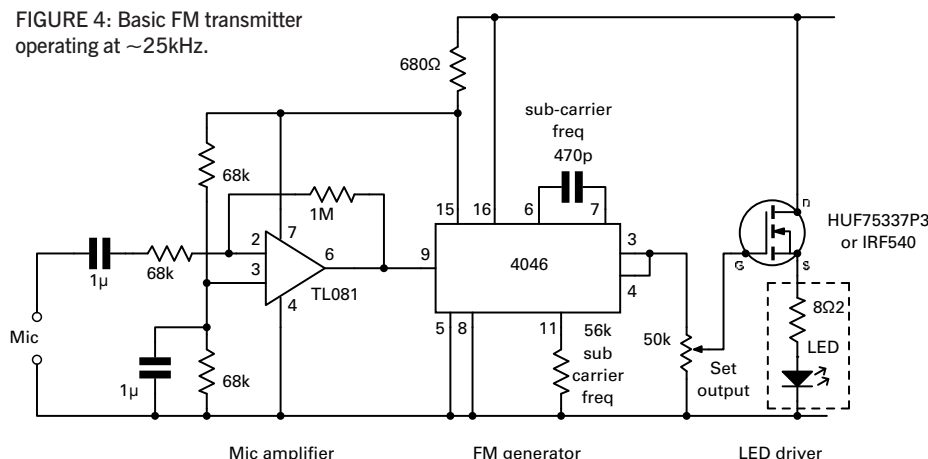 FIGURE 4: Basic FM transmitter
operating at ~25kHz.
680Ω
sub-carrier
freq
470p
68k
1M
15
16
6
7
7
2
3
6
4
TL081
1µ
68k
9
4046
3
4
D
G
S
HUF75337P3
or IRF540
Mic
1µ
68k
5
8
11
56k
sub
carrier
freq
50k
Set
output
8Ω2
LED
Mic amplifier
FM generator
LED driver